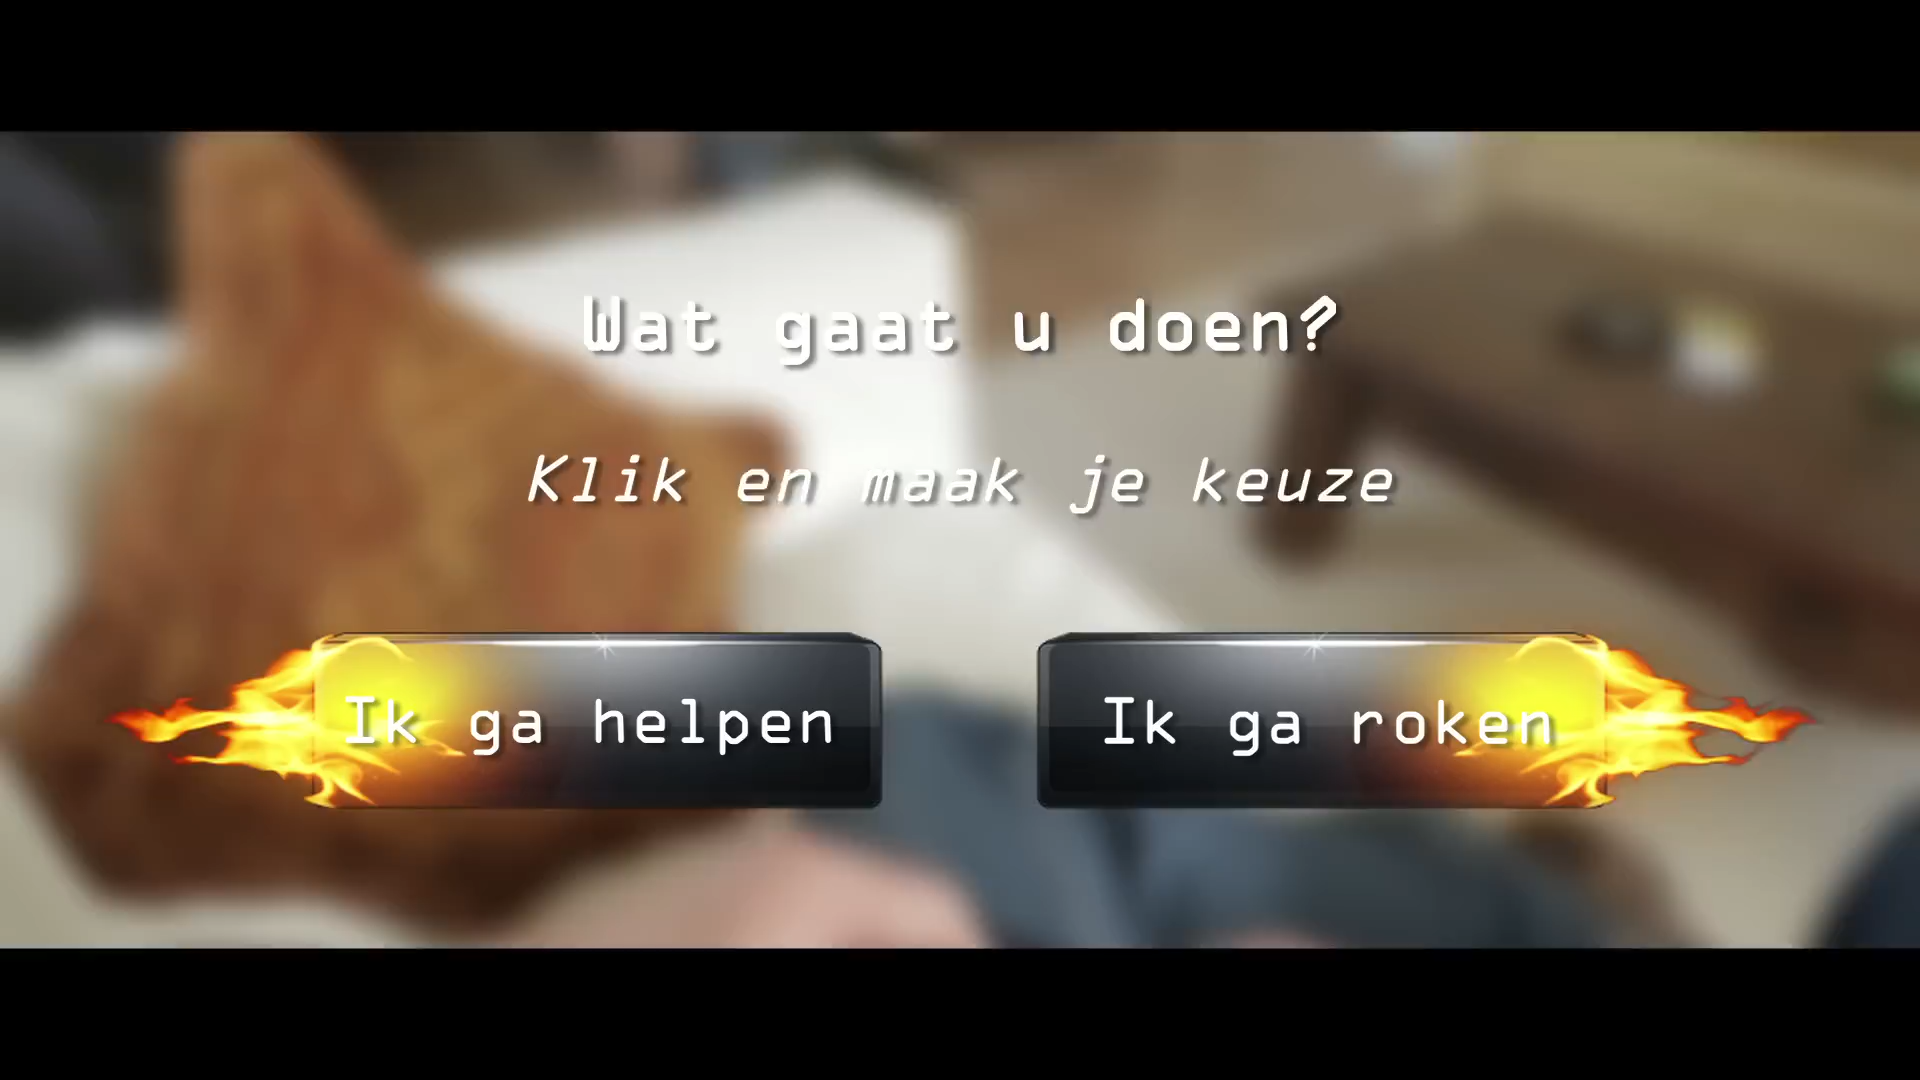 Wat gaat u doen?
Klik en maak je keuze
Ik ga helpen
Ik ga roken